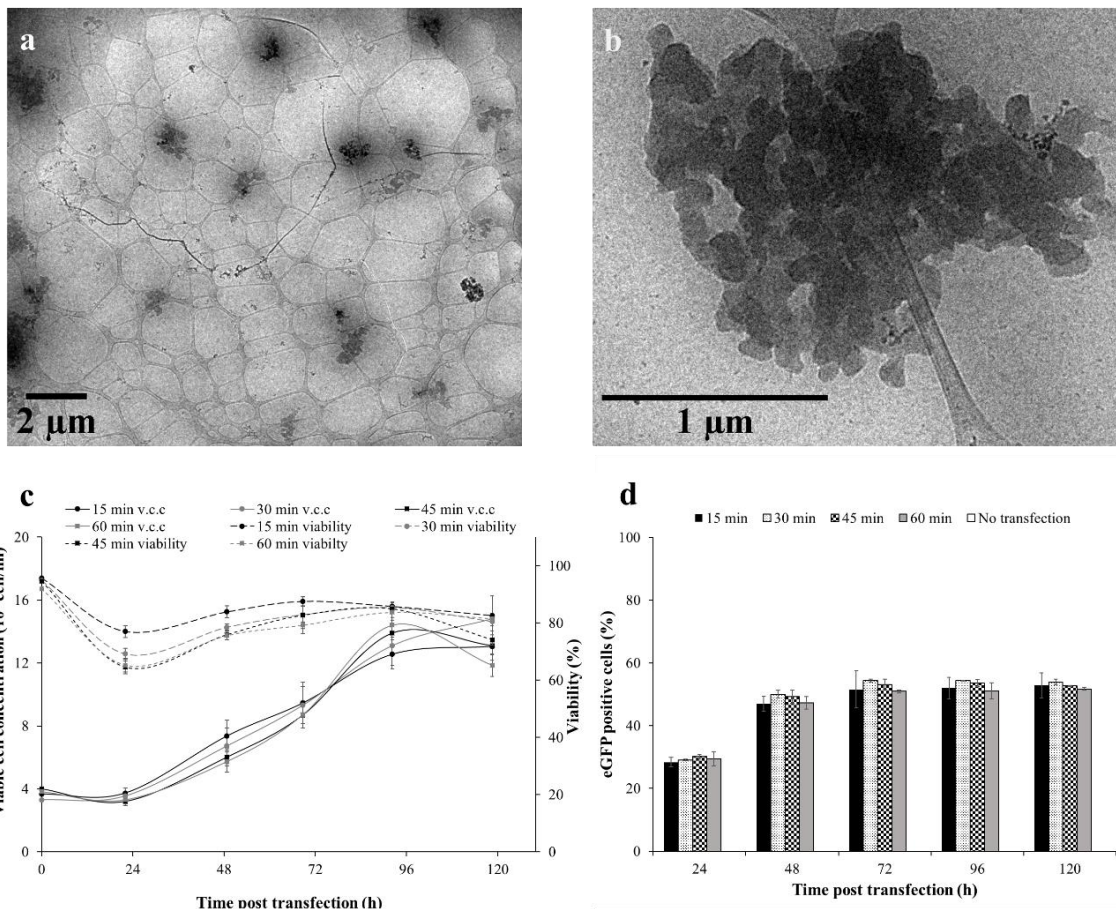 a
2 µm
b
1 µm
c
15 min v.c.c 30 min v.c.c 45 min v.c.c
60 min v.c.c 15 min viability 30 min viability
45 min viabilty 60 min viabilty
20
16
12
8
4
0
cell concentration
100
80
60
40
20
0
Viability (%)
0 24 48 72 96 120
Time post transfection (h)
d
15 min 30 min 45 min 60 min No transfection
100
80
60
40
20
0
eGFP positive cells (%)
24 48 72 96 120
Time post transfection (h)